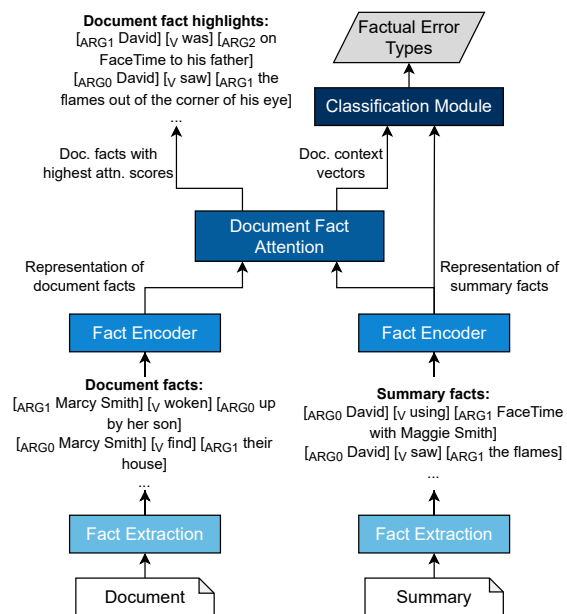 Document fact highlights:
[ARG1 David] [V was] [ARG2 on
FaceTime to his father]
[ARG0 David] [V saw] [ARG1 the
flames out of the corner of his eye]
...
Factual Error
Types
Classification Module
Doc. facts with
highest attn. scores
Doc. context
vectors
Document Fact
Attention
Representation of
document facts
Representation of
summary facts
Fact Encoder
Fact Encoder
Document facts:
[ARG1 Marcy Smith] [V woken] [ARG0 up
by her son]
[ARG0 Marcy Smith] [V find] [ARG1 their
house]
...
Summary facts:
[ARG0 David] [V using] [ARG1 FaceTime
with Maggie Smith]
[ARG0 David] [V saw] [ARG1 the flames]
...
Fact Extraction
Fact Extraction
Document
Summary